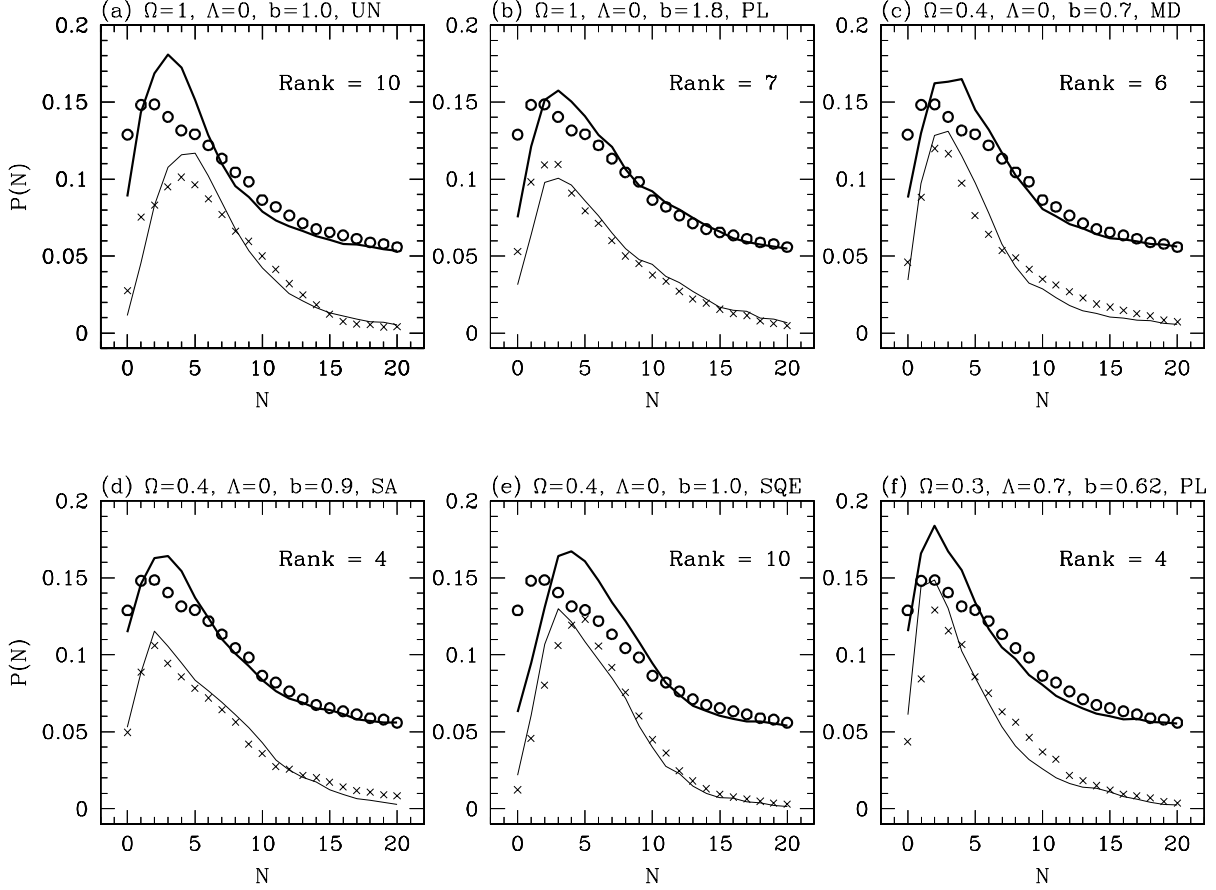 (a) Ω=1, Λ=0, b=1.0, UN
(b) Ω=1, Λ=0, b=1.8, PL
(c) Ω=0.4, Λ=0, b=0.7, MD
0.2
0.15
0.1
0.05
0
P(N)
Rank = 10
0 5 10 15 20
N
0.2
0.15
0.1
0.05
0
Rank = 7
0 5 10 15 20
N
0.2
0.15
0.1
0.05
0
Rank = 6
0 5 10 15 20
N
(d) Ω=0.4, Λ=0, b=0.9, SA
(e) Ω=0.4, Λ=0, b=1.0, SQE
(f) Ω=0.3, Λ=0.7, b=0.62, PL
0.2
0.15
0.1
0.05
0
P(N)
Rank = 4
0 5 10 15 20
N
0.2
0.15
0.1
0.05
0
Rank = 10
0 5 10 15 20
N
0.2
0.15
0.1
0.05
0
Rank = 4
0 5 10 15 20
N